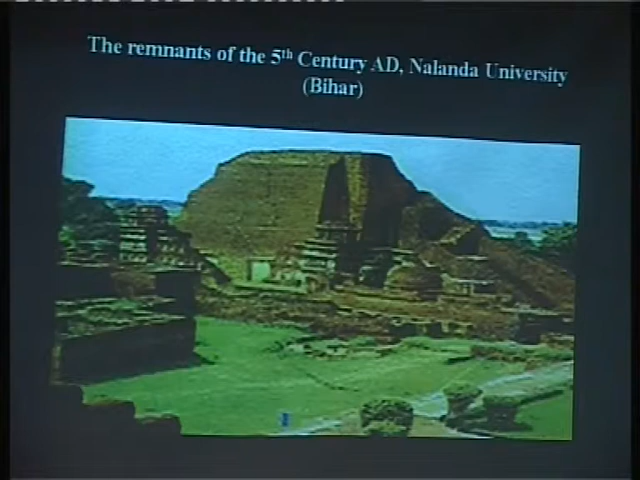 The remnants of the 5th Century AD, Nalanda University
(Bihar)